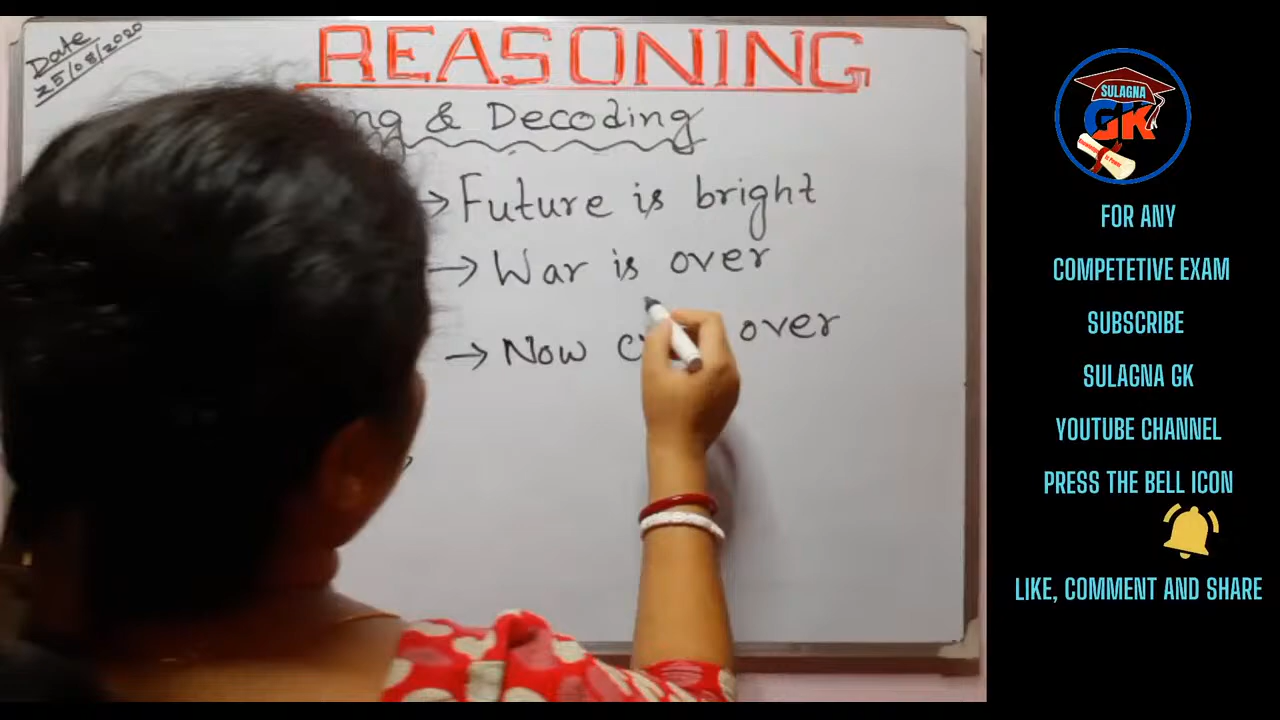 Date
25/08/2020
REASONING
ng & Decoding
→ Future is bright
→ War is over
→ Now over
SULAGNA
GK
FOR ANY
COMPETETIVE EXAM
SUBSCRIBE
SULAGNA GK
YOUTUBE CHANNEL
PRESS THE BELL ICON
LIKE, COMMENT AND SHARE